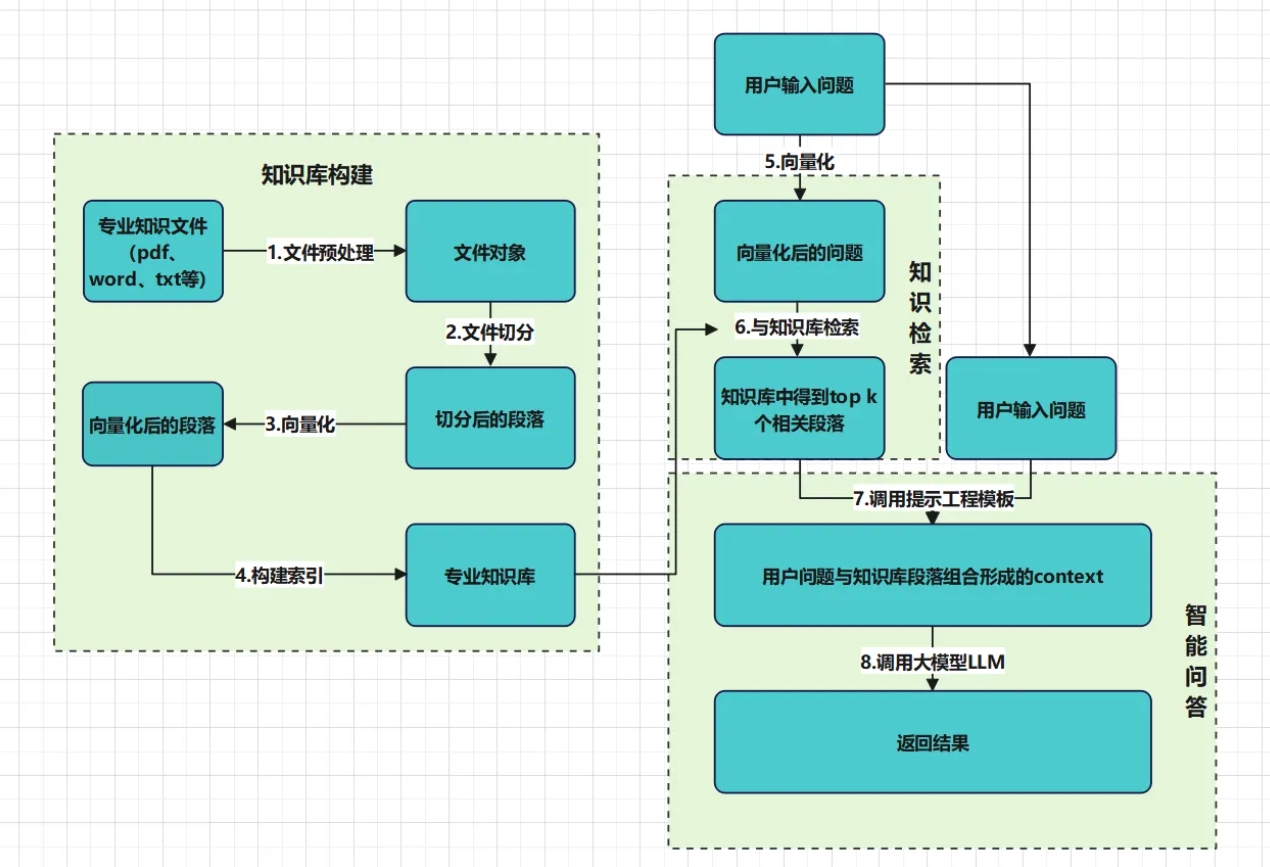 知识库构建
专业知识文件
（pdf、
word、txt等）
1.文件预处理
文件对象
2.文件切分
切分后的段落
3.向量化
向量化后的段落
4.构建索引
专业知识库
用户输入问题
5.向量化
向量化后的问题
6.与知识库检索
知识库中得到top k
个相关段落
知识检索
用户输入问题
7.调用提示工程模板
用户问题与知识库段落组合形成的context
8.调用大模型LLM
返回结果
智能问答